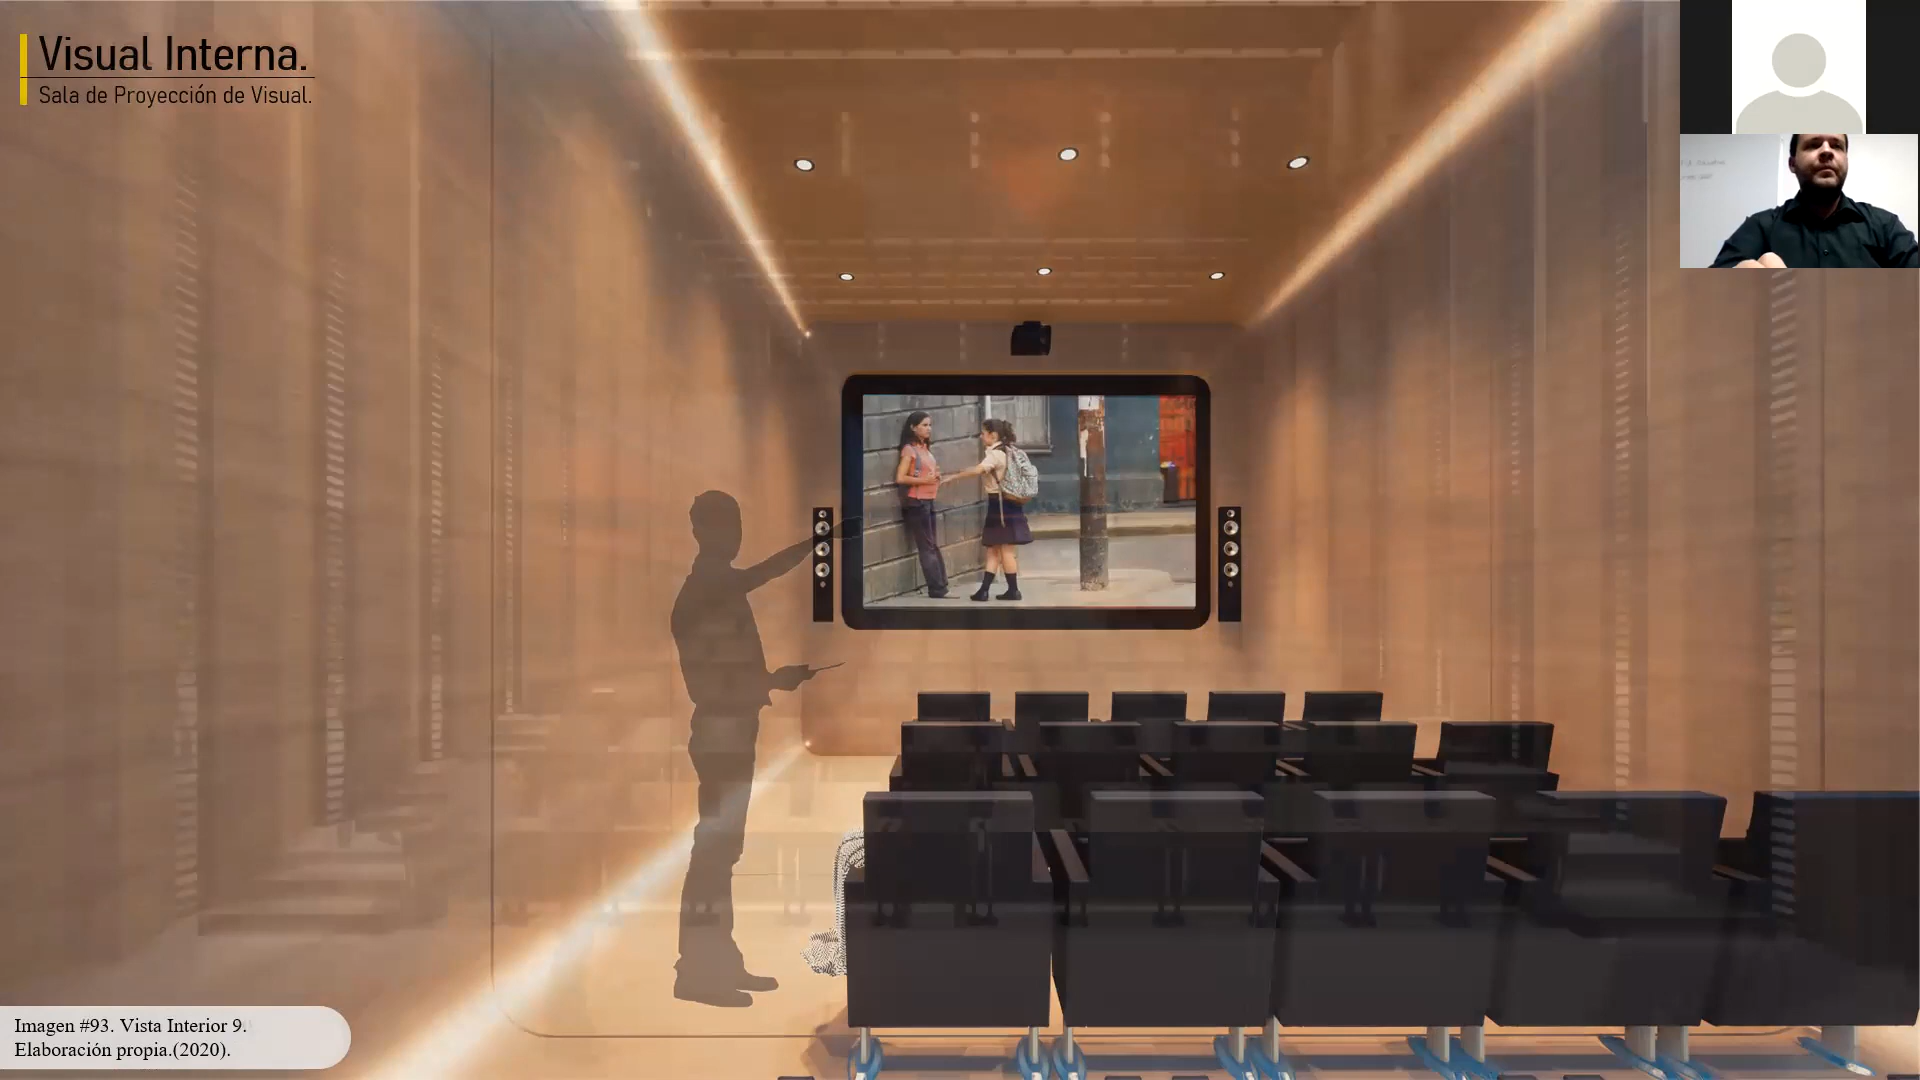 Visual Interna.
Sala de Proyección de Visual.
Imagen #93. Vista Interior 9.
Elaboración propia.(2020).